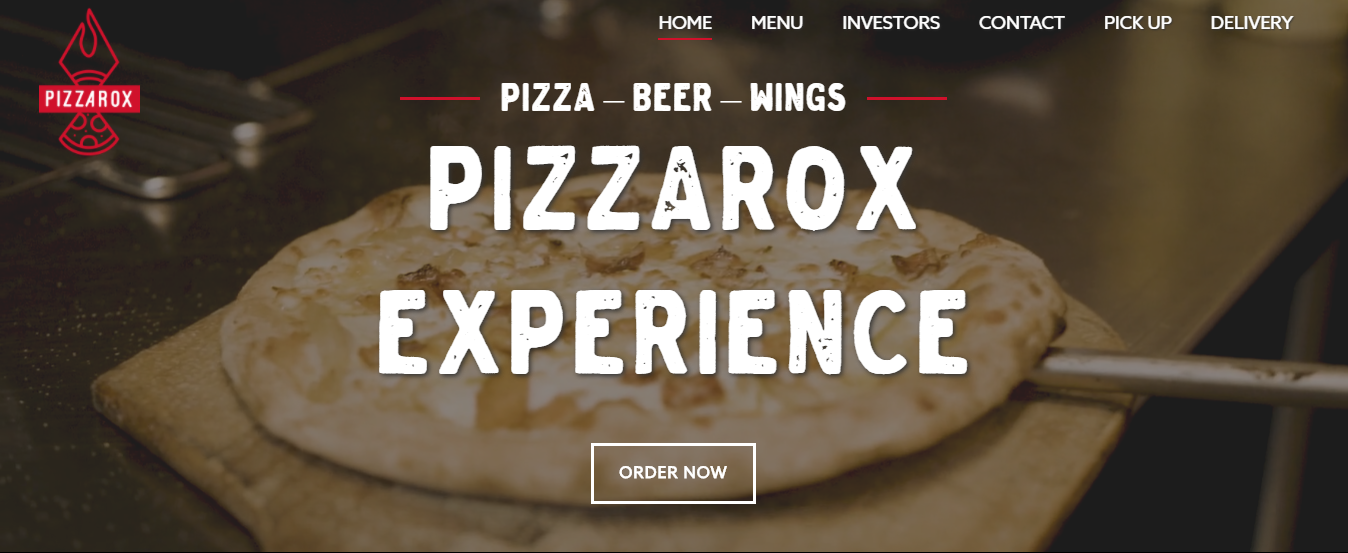 HOME MENU INVESTORS CONTACT PICK UP DELIVERY
PIZZAROX
PIZZA — BEER — WINGS
PIZZAROX
EXPERIENCE
ORDER NOW